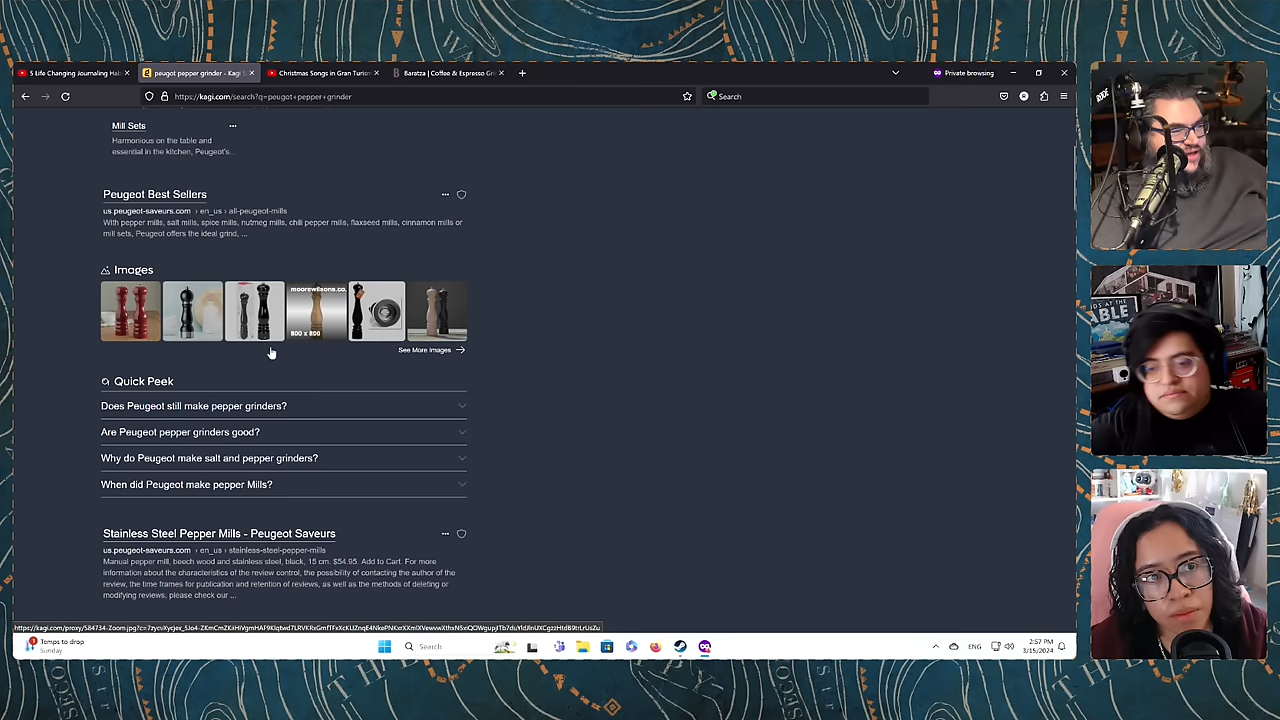 5 Life Changing Journaling Hab
peugot pepper grinder - Kagi S
Christmas Songs in Gran Turism
Baratza | Coffee & Espresso Gr
Private browsing
https://kagi.com/search?q=peugot+pepper+grinder
Search
Mill Sets
Harmonious on the table and
essential in the kitchen, Peugeot's...
Peugeot Best Sellers
us.peugeot-saveurs.com › en_us › all-peugeot-mills
With pepper mills, salt mills, spice mills, nutmeg mills, chili pepper mills, flaxseed mills, cinnamon mills or
mill sets, Peugeot offers the ideal grind, ...
Images
moorewilsons.co.
800 x 800
See More Images
Quick Peek
Does Peugeot still make pepper grinders?
Are Peugeot pepper grinders good?
Why do Peugeot make salt and pepper grinders?
When did Peugeot make pepper Mills?
Stainless Steel Pepper Mills - Peugeot Saveurs
us.peugeot-saveurs.com › en_us › stainless-steel-pepper-mills
Manual pepper mill, beech wood and stainless steel, black, 15 cm. $54.95. Add to Cart. For more
information about the characteristics of the review control, the possibility of contacting the author of the
review, the time frames for publication and retention of reviews, as well as the methods of deleting or
modifying reviews, please check our ...
Temps to drop
Sunday
Search
ENG
2:57 PM
3/15/2024
RODE
TABLE